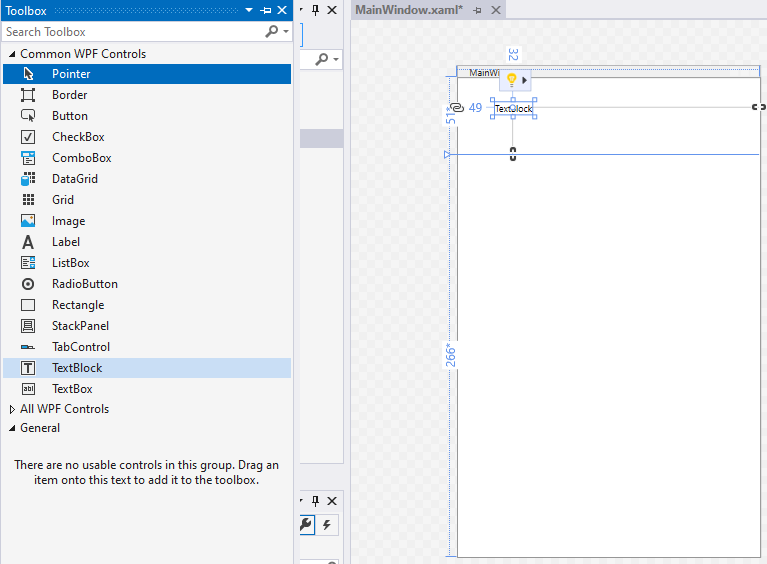 Toolbox
Search Toolbox
Common WPF Controls
Pointer
Border
Button
CheckBox
ComboBox
DataGrid
Grid
Image
Label
ListBox
RadioButton
Rectangle
StackPanel
TabControl
TextBlock
TextBox
All WPF Controls
General
There are no usable controls in this group. Drag an
item onto this text to add it to the toolbox.
MainWindow.xaml*
32
MainWi
51*
49
TextBlock
266*